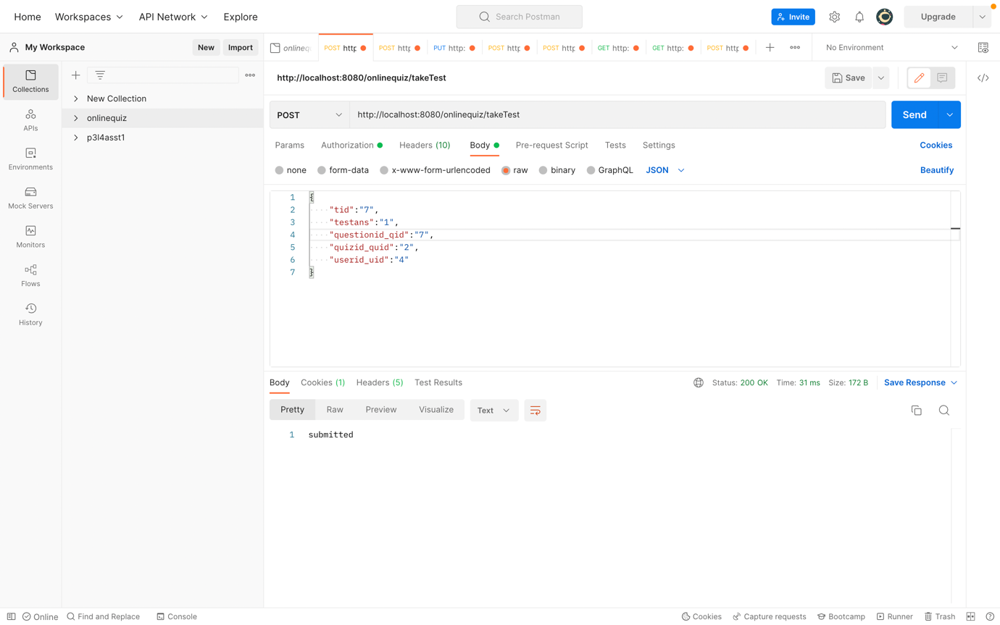 Home Workspaces API Network Explore Search Postman Invite Upgrade
My Workspace New Import onlinequ POST http POST http PUT http: POST http POST http GET http: GET http: POST http No Environment
Collections
APIs
Environments
Mock Servers
Monitors
Flows
History
New Collection
onlinequiz
p3l4asst1
http://localhost:8080/onlinequiz/takeTest Save
POST http://localhost:8080/onlinequiz/takeTest Send
Params Authorization Headers (10) Body Pre-request Script Tests Settings Cookies
none form-data x-www-form-urlencoded raw binary GraphQL JSON Beautify
1 {
2 "tid":"7",
3 "testans":"1",
4 "questionid_qid":"7",
5 "quizid_quid":"2",
6 "userid_uid":"4"
7 }
Body Cookies (1) Headers (5) Test Results Status: 200 OK Time: 31 ms Size: 172 B Save Response
Pretty Raw Preview Visualize Text
1 submitted
Online Find and Replace Console Cookies Capture requests Bootcamp Runner Trash